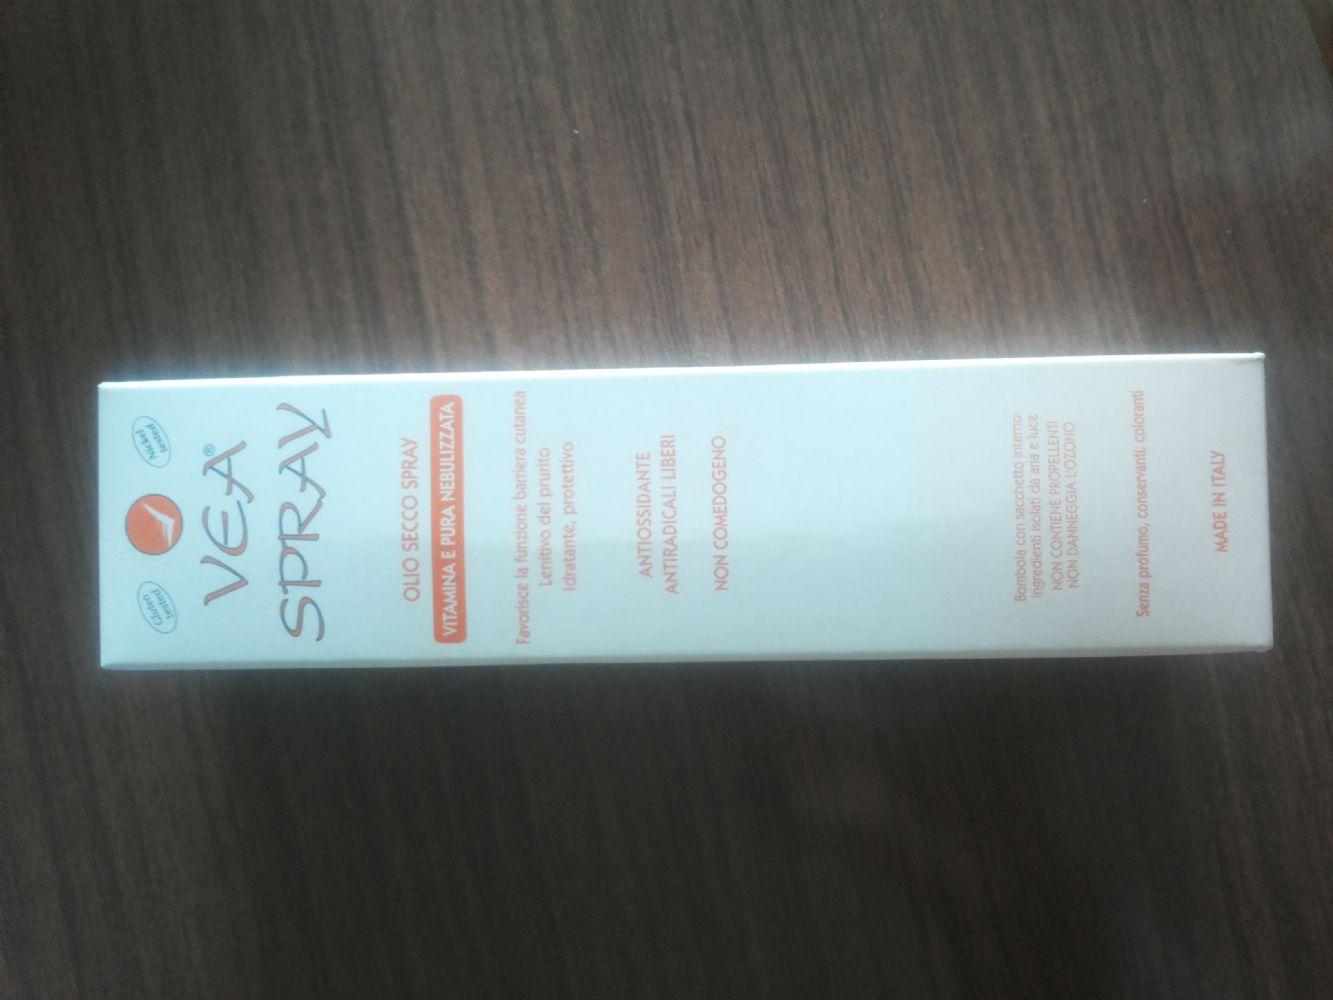 Gluten
tested
Nickel
tested
VEA®
SPRAY
OLIO SECCO SPRAY
VITAMINA E PURA NEBULIZZATA
Favorisce la funzione barriera cutanea
Lenitivo del prurito
Idratante, protettivo
ANTIOSSIDANTE
ANTIRADICALI LIBERI
NON COMEDOGENO
Bombola con sacchetto interno:
ingredienti isolati da aria e luce
NON CONTIENE PROPELLENTI
NON DANNEGGIA L'OZONO
Senza profumo, conservanti, coloranti
MADE IN ITALY